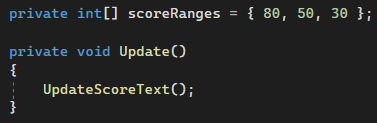 private int[] scoreRanges = { 80, 50, 30 };
private void Update()
{
    UpdateScoreText();
}